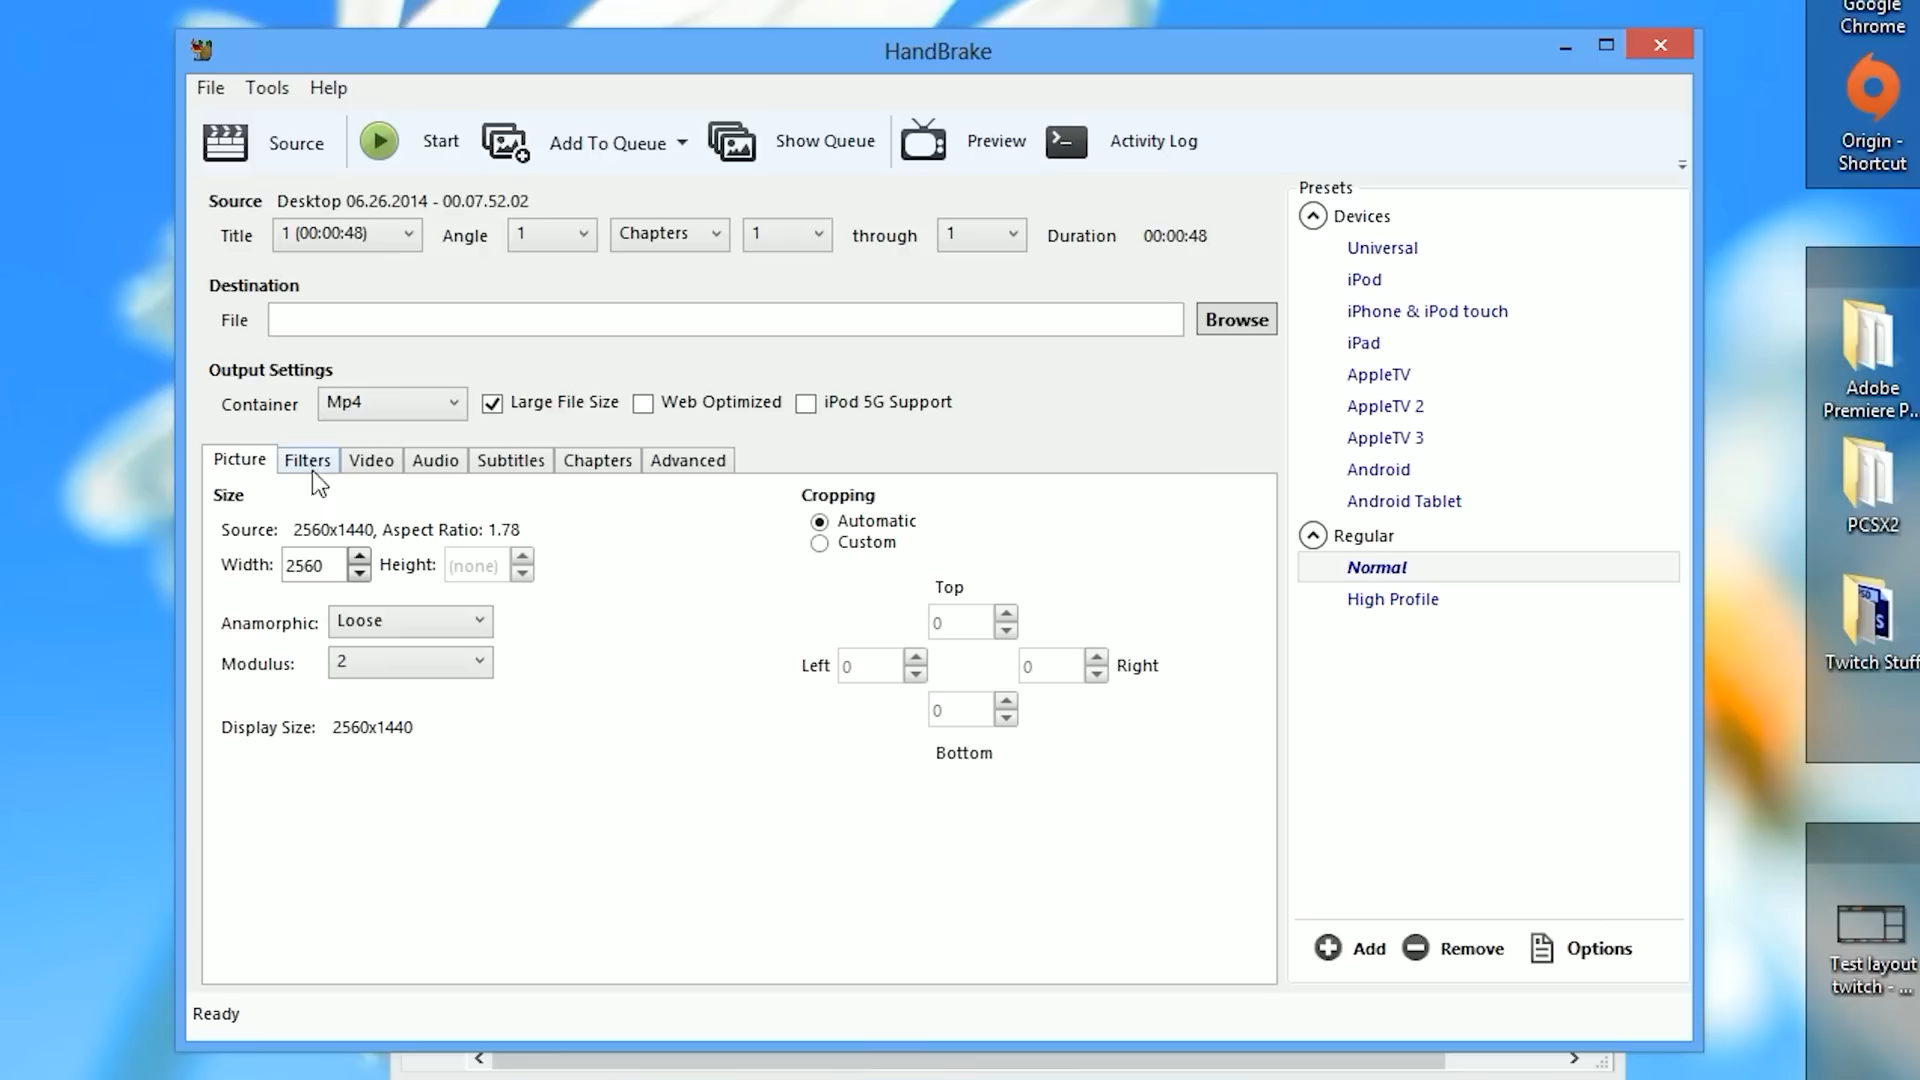 HandBrake
File Tools Help
Source Start Add To Queue Show Queue Preview Activity Log
Source Desktop 06.26.2014 - 00.07.52.02
Title 1 (00:00:48) Angle 1 Chapters 1 through 1 Duration 00:00:48
Destination
File Browse
Output Settings
Container Mp4 Large File Size Web Optimized iPod 5G Support
Picture Filters Video Audio Subtitles Chapters Advanced
Size
Source: 2560x1440, Aspect Ratio: 1.78
Width: 2560 Height: (none)
Anamorphic: Loose
Modulus: 2
Display Size: 2560x1440
Cropping
Automatic
Custom
Top
0
Left 0 0 Right
0
Bottom
Presets
Devices
Universal
iPod
iPhone & iPod touch
iPad
AppleTV
AppleTV 2
AppleTV 3
Android
Android Tablet
Regular
Normal
High Profile
Add Remove Options
Ready
Google
Chrome
Origin -
Shortcut
Adobe
Premiere P...
PCSX2
PSD
S
Twitch Stuff
Test layout
twitch - ...